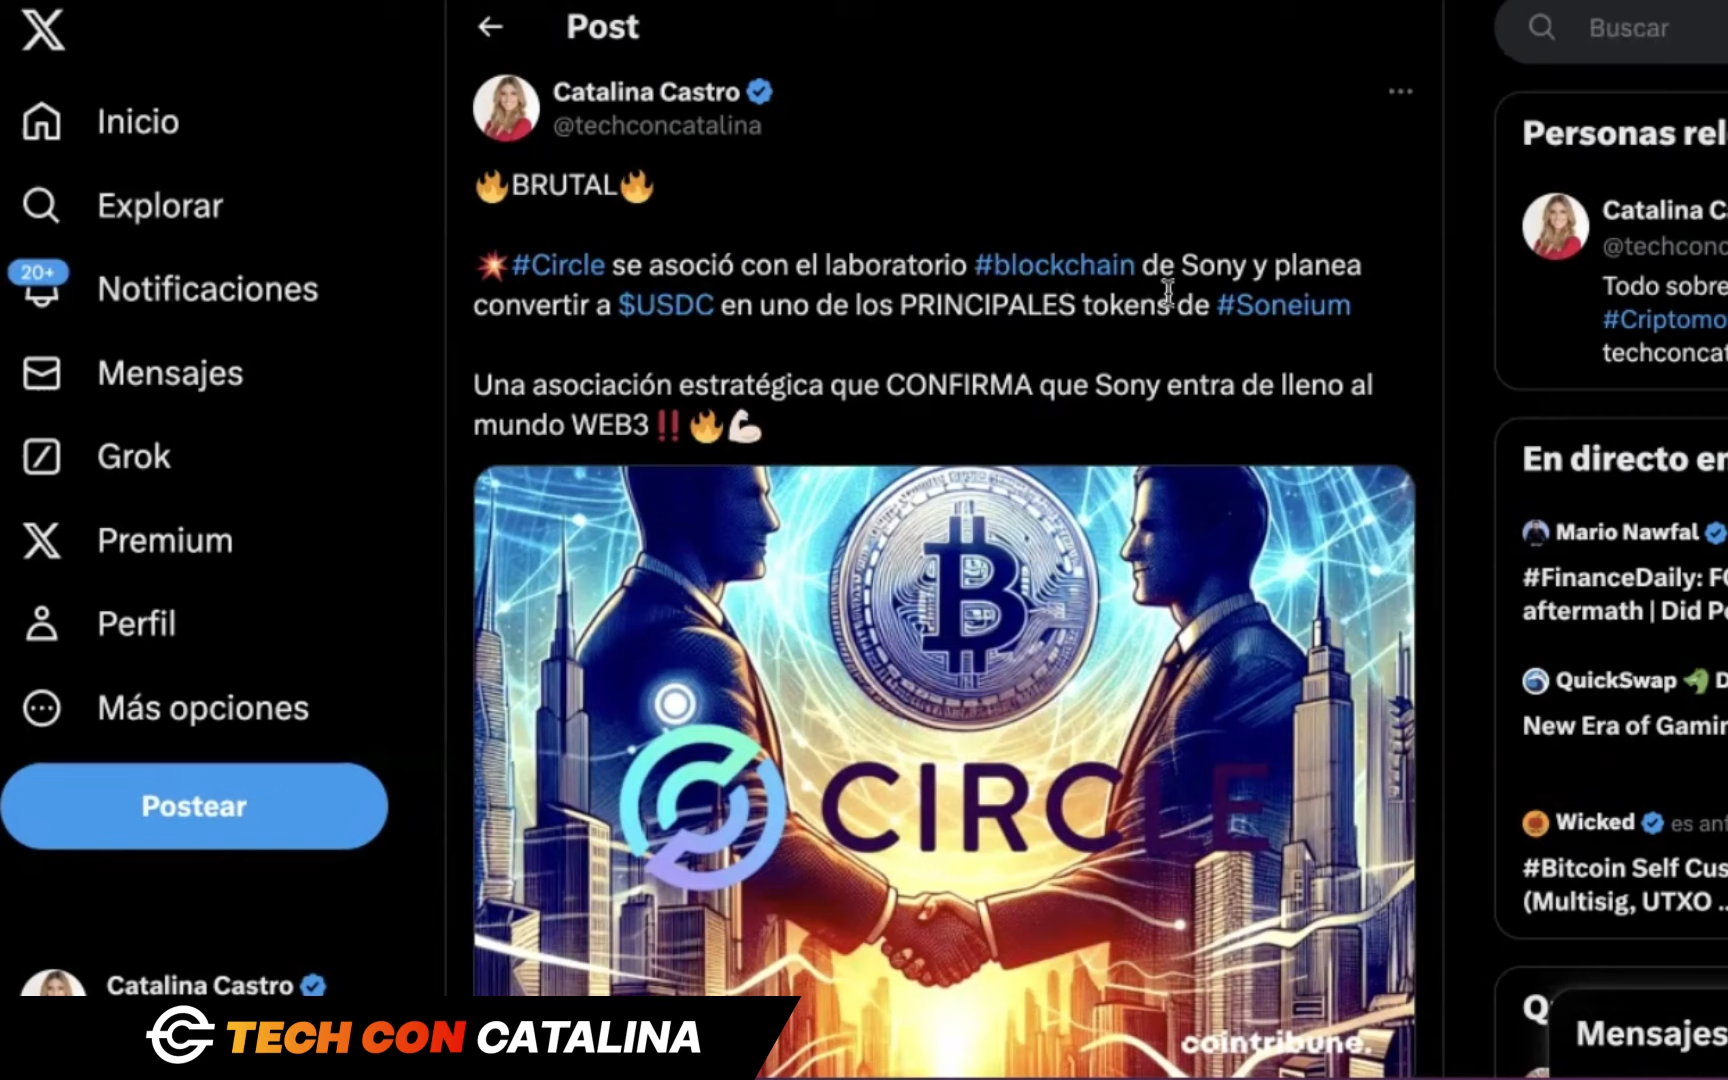 Inicio
Explorar
20+
Notificaciones
Mensajes
Grok
Premium
Perfil
Más opciones
Postear
Catalina Castro
Post
Catalina Castro
@techconcatalina
🔥BRUTAL🔥
💥#Circle se asoció con el laboratorio #blockchain de Sony y planea
convertir a $USDC en uno de los PRINCIPALES tokens de #Soneium
Una asociación estratégica que CONFIRMA que Sony entra de lleno al
mundo WEB3‼️🔥💪🏻
CIRCLE
cointribune.
Buscar
Personas rel
Catalina C
@techconc
Todo sobre
#Criptomo
techconcat
En directo en
Mario Nawfal
#FinanceDaily: FO
aftermath | Did Po
QuickSwap D
New Era of Gamin
Wicked es anf
#Bitcoin Self Cus
(Multisig, UTXO ..
Q
Mensajes
TECH CON CATALINA